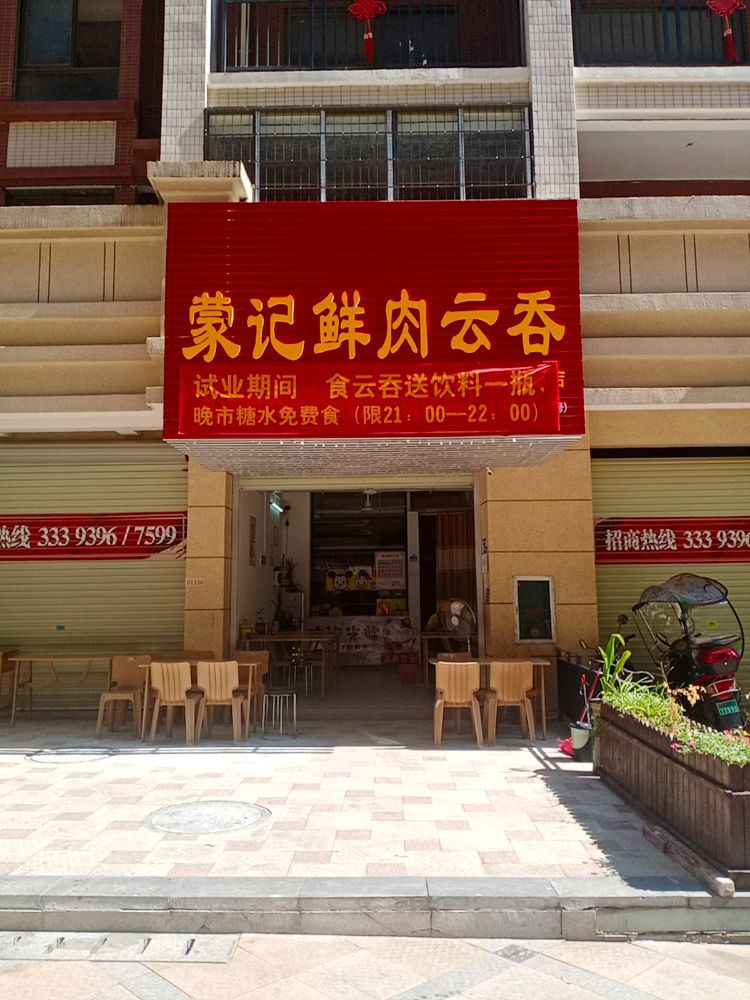 蒙记鲜肉云吞
试业期间 食云吞送饮料一瓶,
晚市糖水免费食(限21:00—22:00)
热线 333 9396 / 7599
招商热线 333 9396